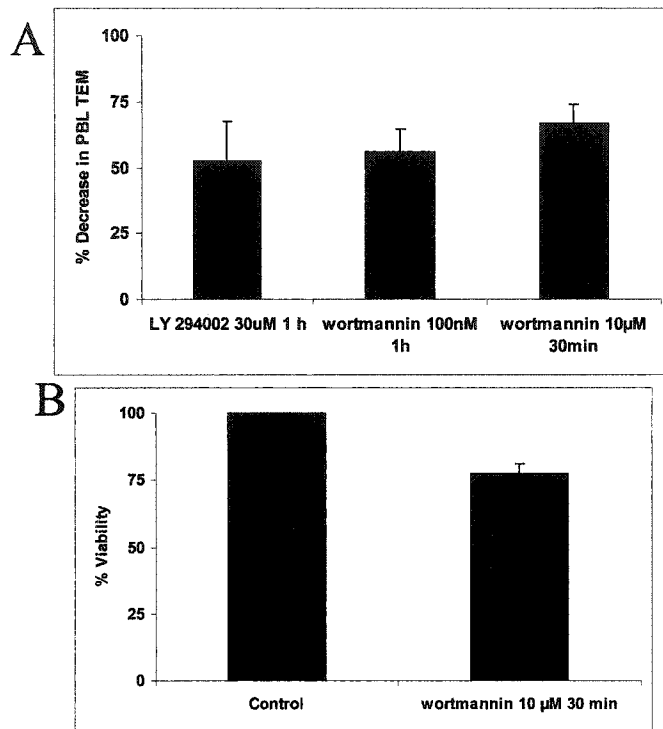 A
% Decrease in PBL TEM
100
75
50
25
0
LY 294002 30uM 1 h
wortmannin 100nM
1h
wortmannin 10µM
30min
B
% Viability
100
75
50
25
0
Control
wortmannin 10 µM 30 min